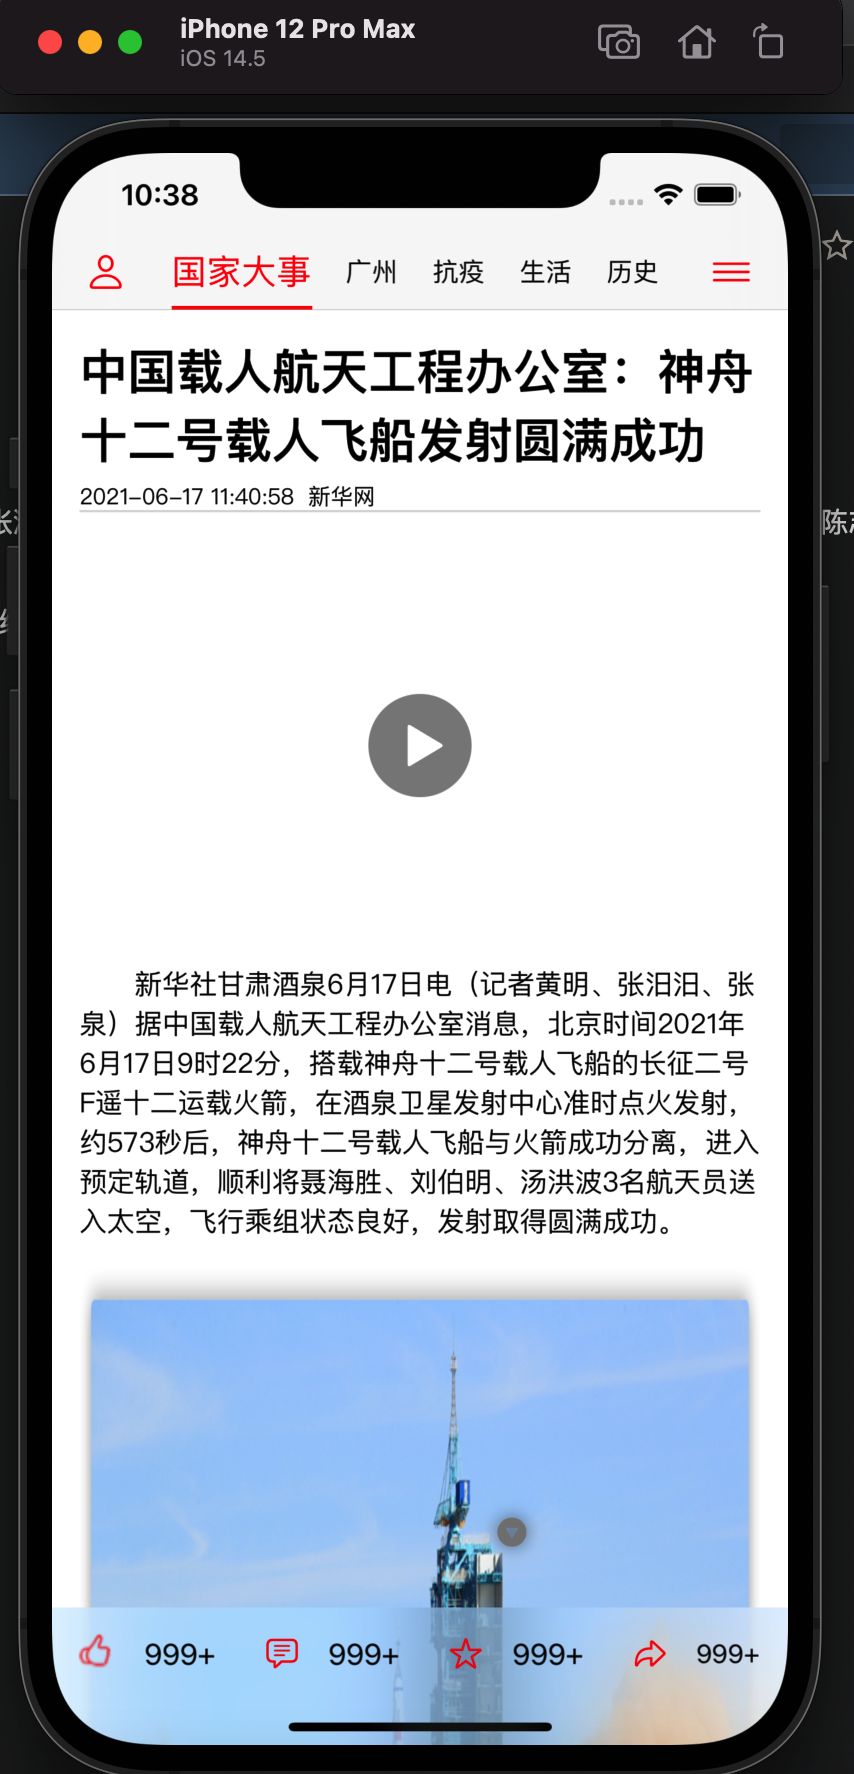 iPhone 12 Pro Max
iOS 14.5
10:38
国家大事 广州 抗疫 生活 历史
中国载人航天工程办公室：神舟
十二号载人飞船发射圆满成功
2021-06-17 11:40:58 新华网
新华社甘肃酒泉6月17日电（记者黄明、张汨汨、张
泉）据中国载人航天工程办公室消息，北京时间2021年
6月17日9时22分，搭载神舟十二号载人飞船的长征二号
F遥十二运载火箭，在酒泉卫星发射中心准时点火发射，
约573秒后，神舟十二号载人飞船与火箭成功分离，进入
预定轨道，顺利将聂海胜、刘伯明、汤洪波3名航天员送
入太空，飞行乘组状态良好，发射取得圆满成功。
999+ 999+ 999+ 999+
张
陈